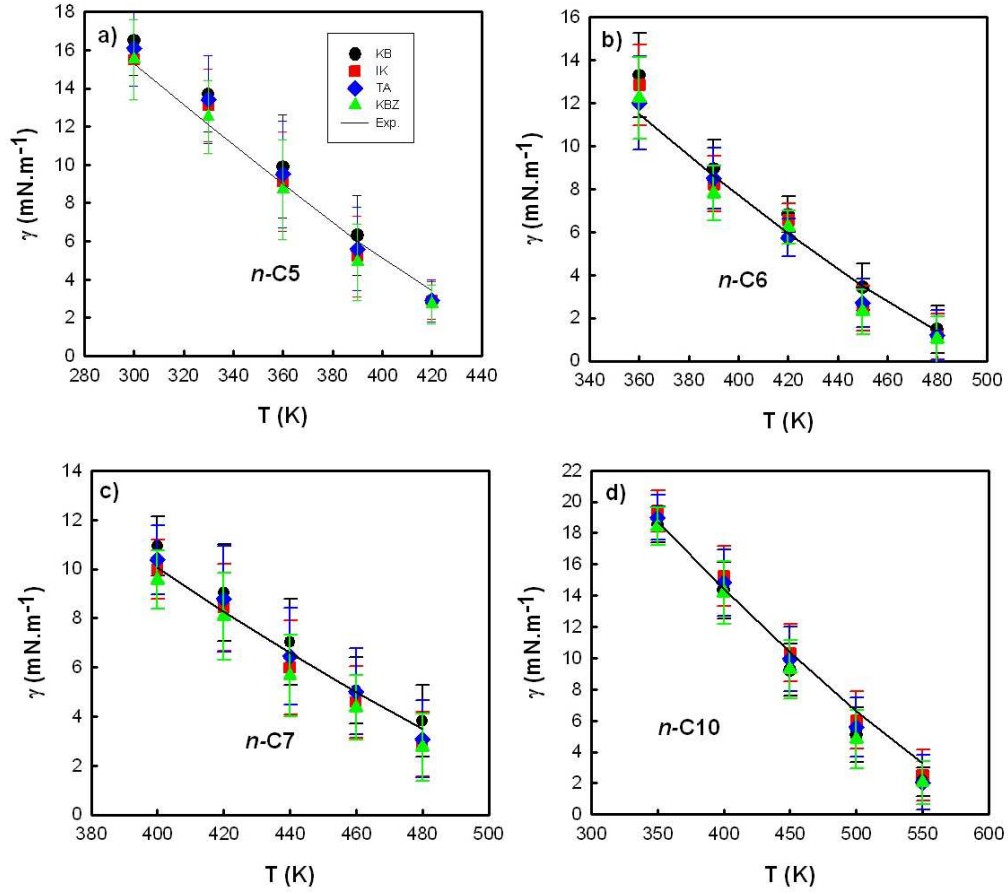 a)
KB
IK
TA
KBZ
Exp.
n-C5
γ (mN.m⁻¹)
0
2
4
6
8
10
12
14
16
18
280 300 320 340 360 380 400 420 440
T (K)
b)
n-C6
γ (mN.m⁻¹)
0
2
4
6
8
10
12
14
16
340 360 380 400 420 440 460 480 500
T (K)
c)
n-C7
γ (mN.m⁻¹)
0
2
4
6
8
10
12
14
380 400 420 440 460 480 500
T (K)
d)
n-C10
γ (mN.m⁻¹)
0
2
4
6
8
10
12
14
16
18
20
22
300 350 400 450 500 550 600
T (K)